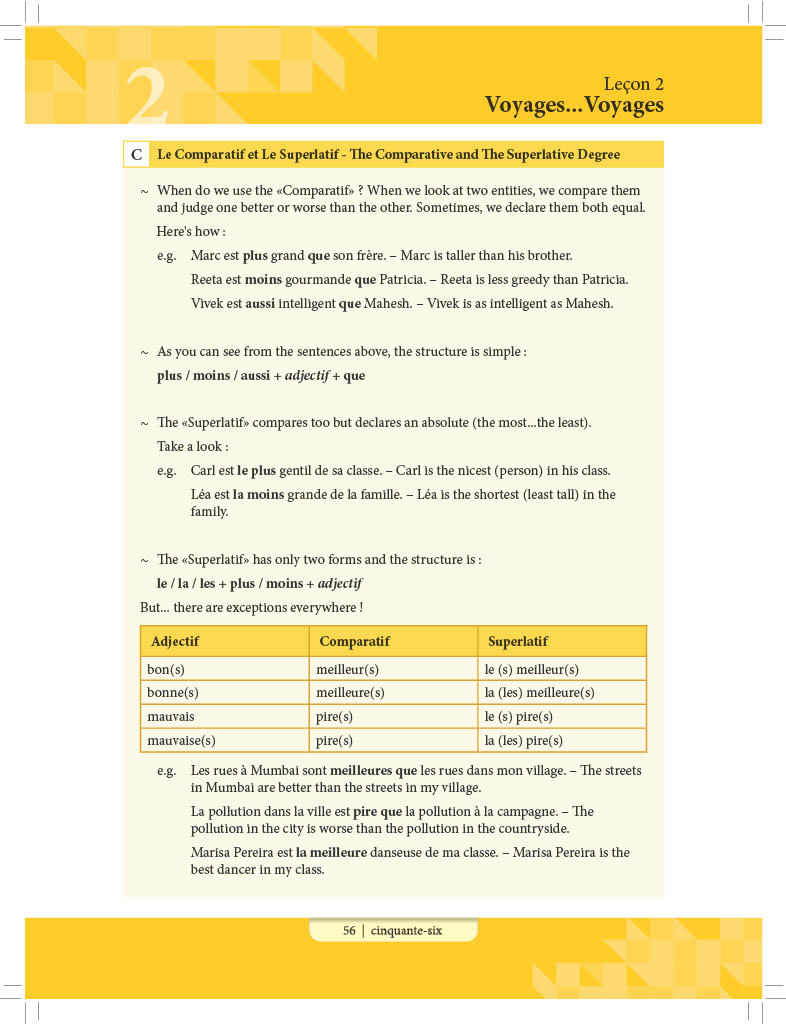 2
Leçon 2
Voyages...Voyages
C Le Comparatif et Le Superlatif - The Comparative and The Superlative Degree
~ When do we use the «Comparatif» ? When we look at two entities, we compare them
and judge one better or worse than the other. Sometimes, we declare them both equal.
Here's how :
e.g. Marc est plus grand que son frère. – Marc is taller than his brother.
Reeta est moins gourmande que Patricia. – Reeta is less greedy than Patricia.
Vivek est aussi intelligent que Mahesh. – Vivek is as intelligent as Mahesh.
~ As you can see from the sentences above, the structure is simple :
plus / moins / aussi + adjectif + que
~ The «Superlatif» compares too but declares an absolute (the most...the least).
Take a look :
e.g. Carl est le plus gentil de sa classe. – Carl is the nicest (person) in his class.
Léa est la moins grande de la famille. – Léa is the shortest (least tall) in the
family.
~ The «Superlatif» has only two forms and the structure is :
le / la / les + plus / moins + adjectif
But... there are exceptions everywhere !
Adjectif Comparatif Superlatif
bon(s) meilleur(s) le (s) meilleur(s)
bonne(s) meilleure(s) la (les) meilleure(s)
mauvais pire(s) le (s) pire(s)
mauvaise(s) pire(s) la (les) pire(s)
e.g. Les rues à Mumbai sont meilleures que les rues dans mon village. – The streets
in Mumbai are better than the streets in my village.
La pollution dans la ville est pire que la pollution à la campagne. – The
pollution in the city is worse than the pollution in the countryside.
Marisa Pereira est la meilleure danseuse de ma classe. – Marisa Pereira is the
best dancer in my class.
56 | cinquante-six